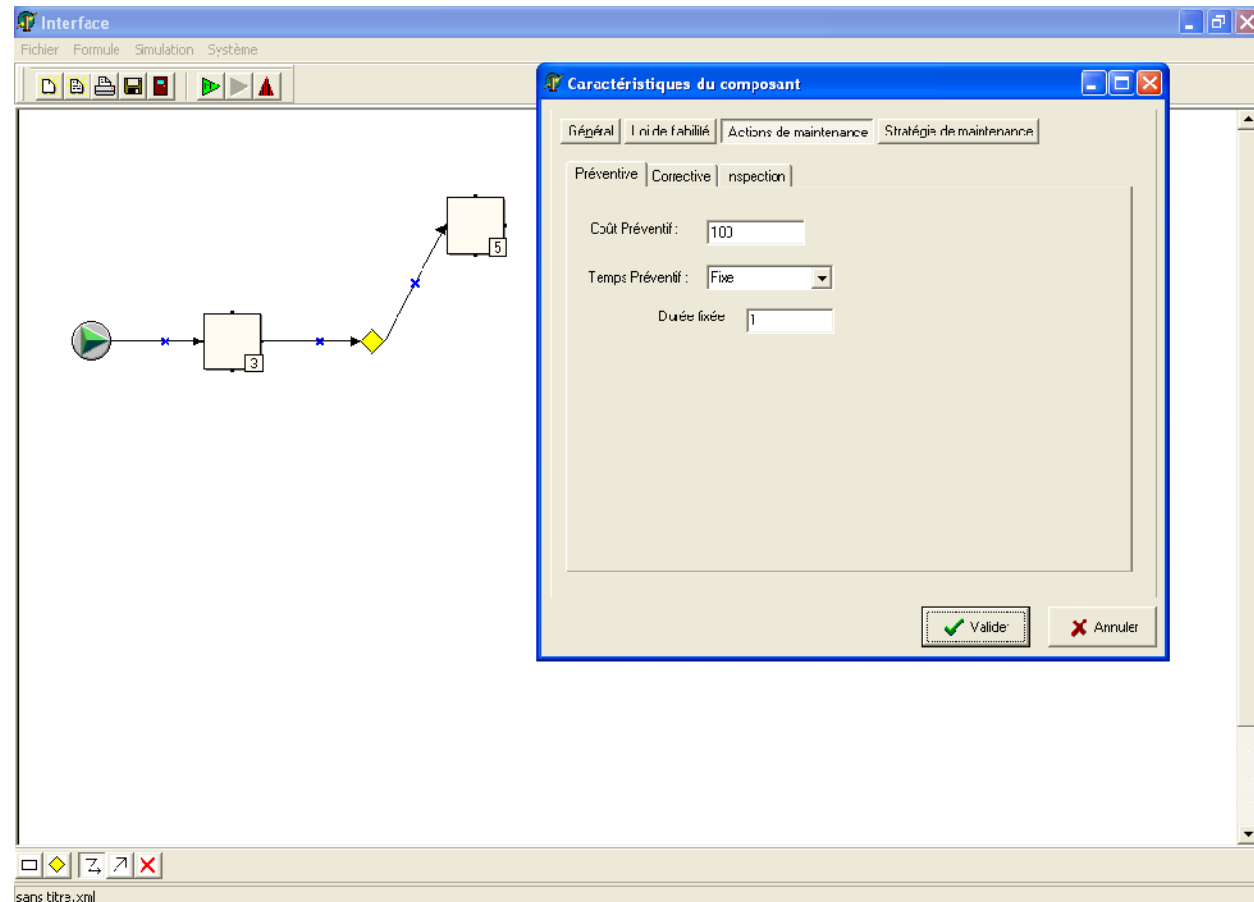 Interface
Fichier Formule Simulation Système
Caractéristiques du composant
Général Loi de fiabilité Actions de maintenance Stratégie de maintenance
Préventive Corrective Inspection
Coût Préventif : 100
Temps Préventif : Fixe
Durée fixée 1
5
3
Valider Annuler
sans titre.xml